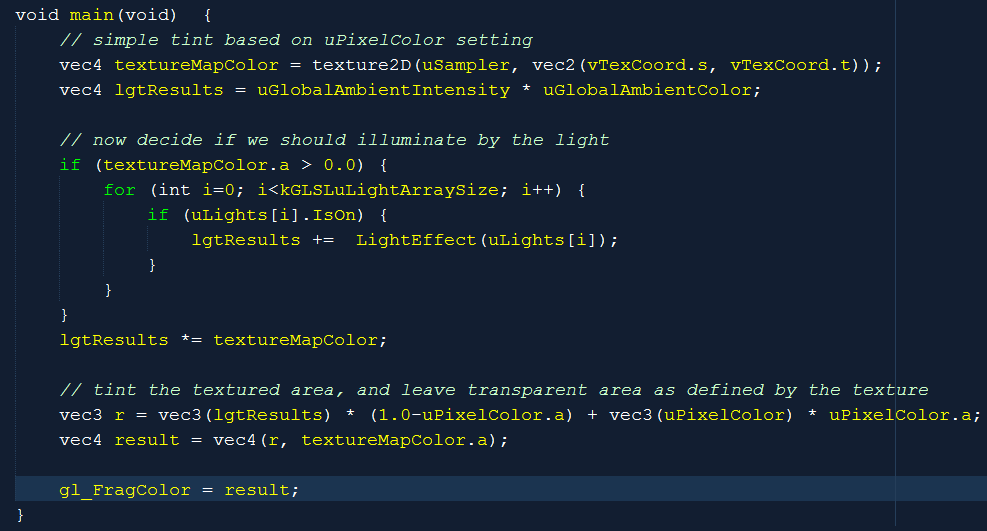 void main(void)  {
    // simple tint based on uPixelColor setting
    vec4 textureMapColor = texture2D(uSampler, vec2(vTexCoord.s, vTexCoord.t));
    vec4 lgtResults = uGlobalAmbientIntensity * uGlobalAmbientColor;

    // now decide if we should illuminate by the light
    if (textureMapColor.a > 0.0) {
        for (int i=0; i<kGLSLuLightArraySize; i++) {
            if (uLights[i].IsOn) {
                lgtResults +=  LightEffect(uLights[i]);
            }
        }
    }
    lgtResults *= textureMapColor;

    // tint the textured area, and leave transparent area as defined by the texture
    vec3 r = vec3(lgtResults) * (1.0-uPixelColor.a) + vec3(uPixelColor) * uPixelColor.a;
    vec4 result = vec4(r, textureMapColor.a);

    gl_FragColor = result;
}